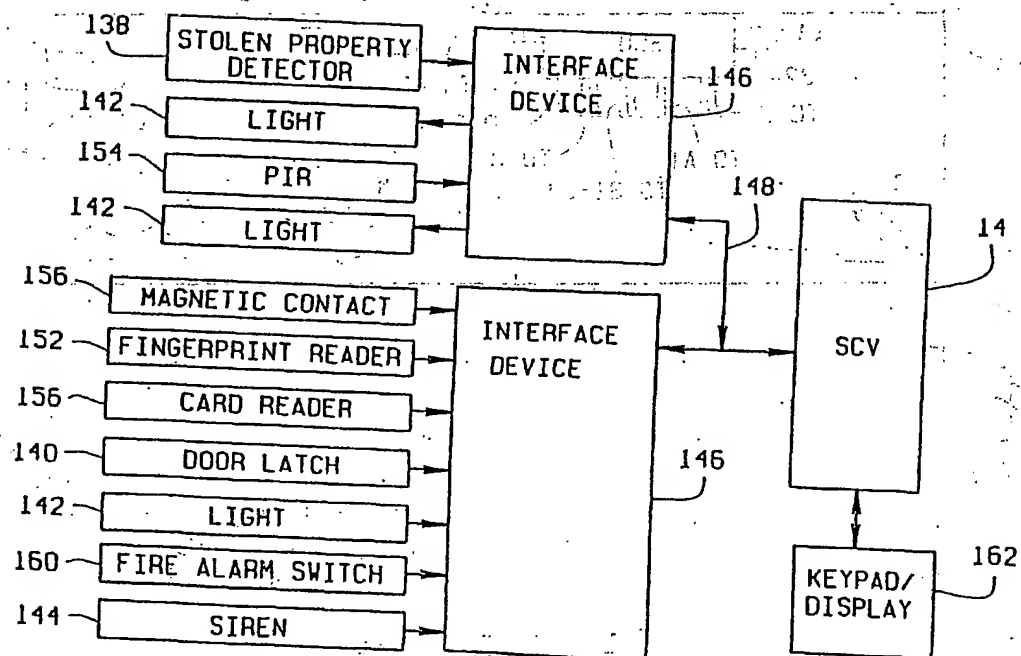 138
STOLEN PROPERTY
DETECTOR
142
LIGHT
154
PIR
142
LIGHT
INTERFACE
DEVICE
146
148
156
MAGNETIC CONTACT
152
FINGERPRINT READER
156
CARD READER
140
DOOR LATCH
142
LIGHT
160
FIRE ALARM SWITCH
144
SIREN
INTERFACE
DEVICE
146
14
SCV
KEYPAD/
DISPLAY
162